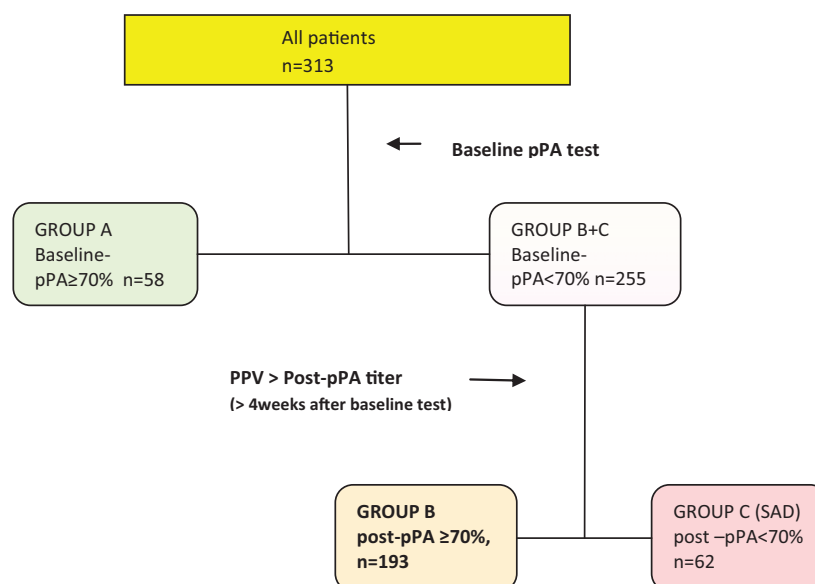 All patients
n=313
Baseline pPA test
GROUP A
Baseline-
pPA≥70% n=58
GROUP B+C
Baseline-
pPA<70% n=255
PPV > Post-pPA titer
(> 4weeks after baseline test)
GROUP B
post-pPA ≥70%,
n=193
GROUP C (SAD)
post –pPA<70%
n=62